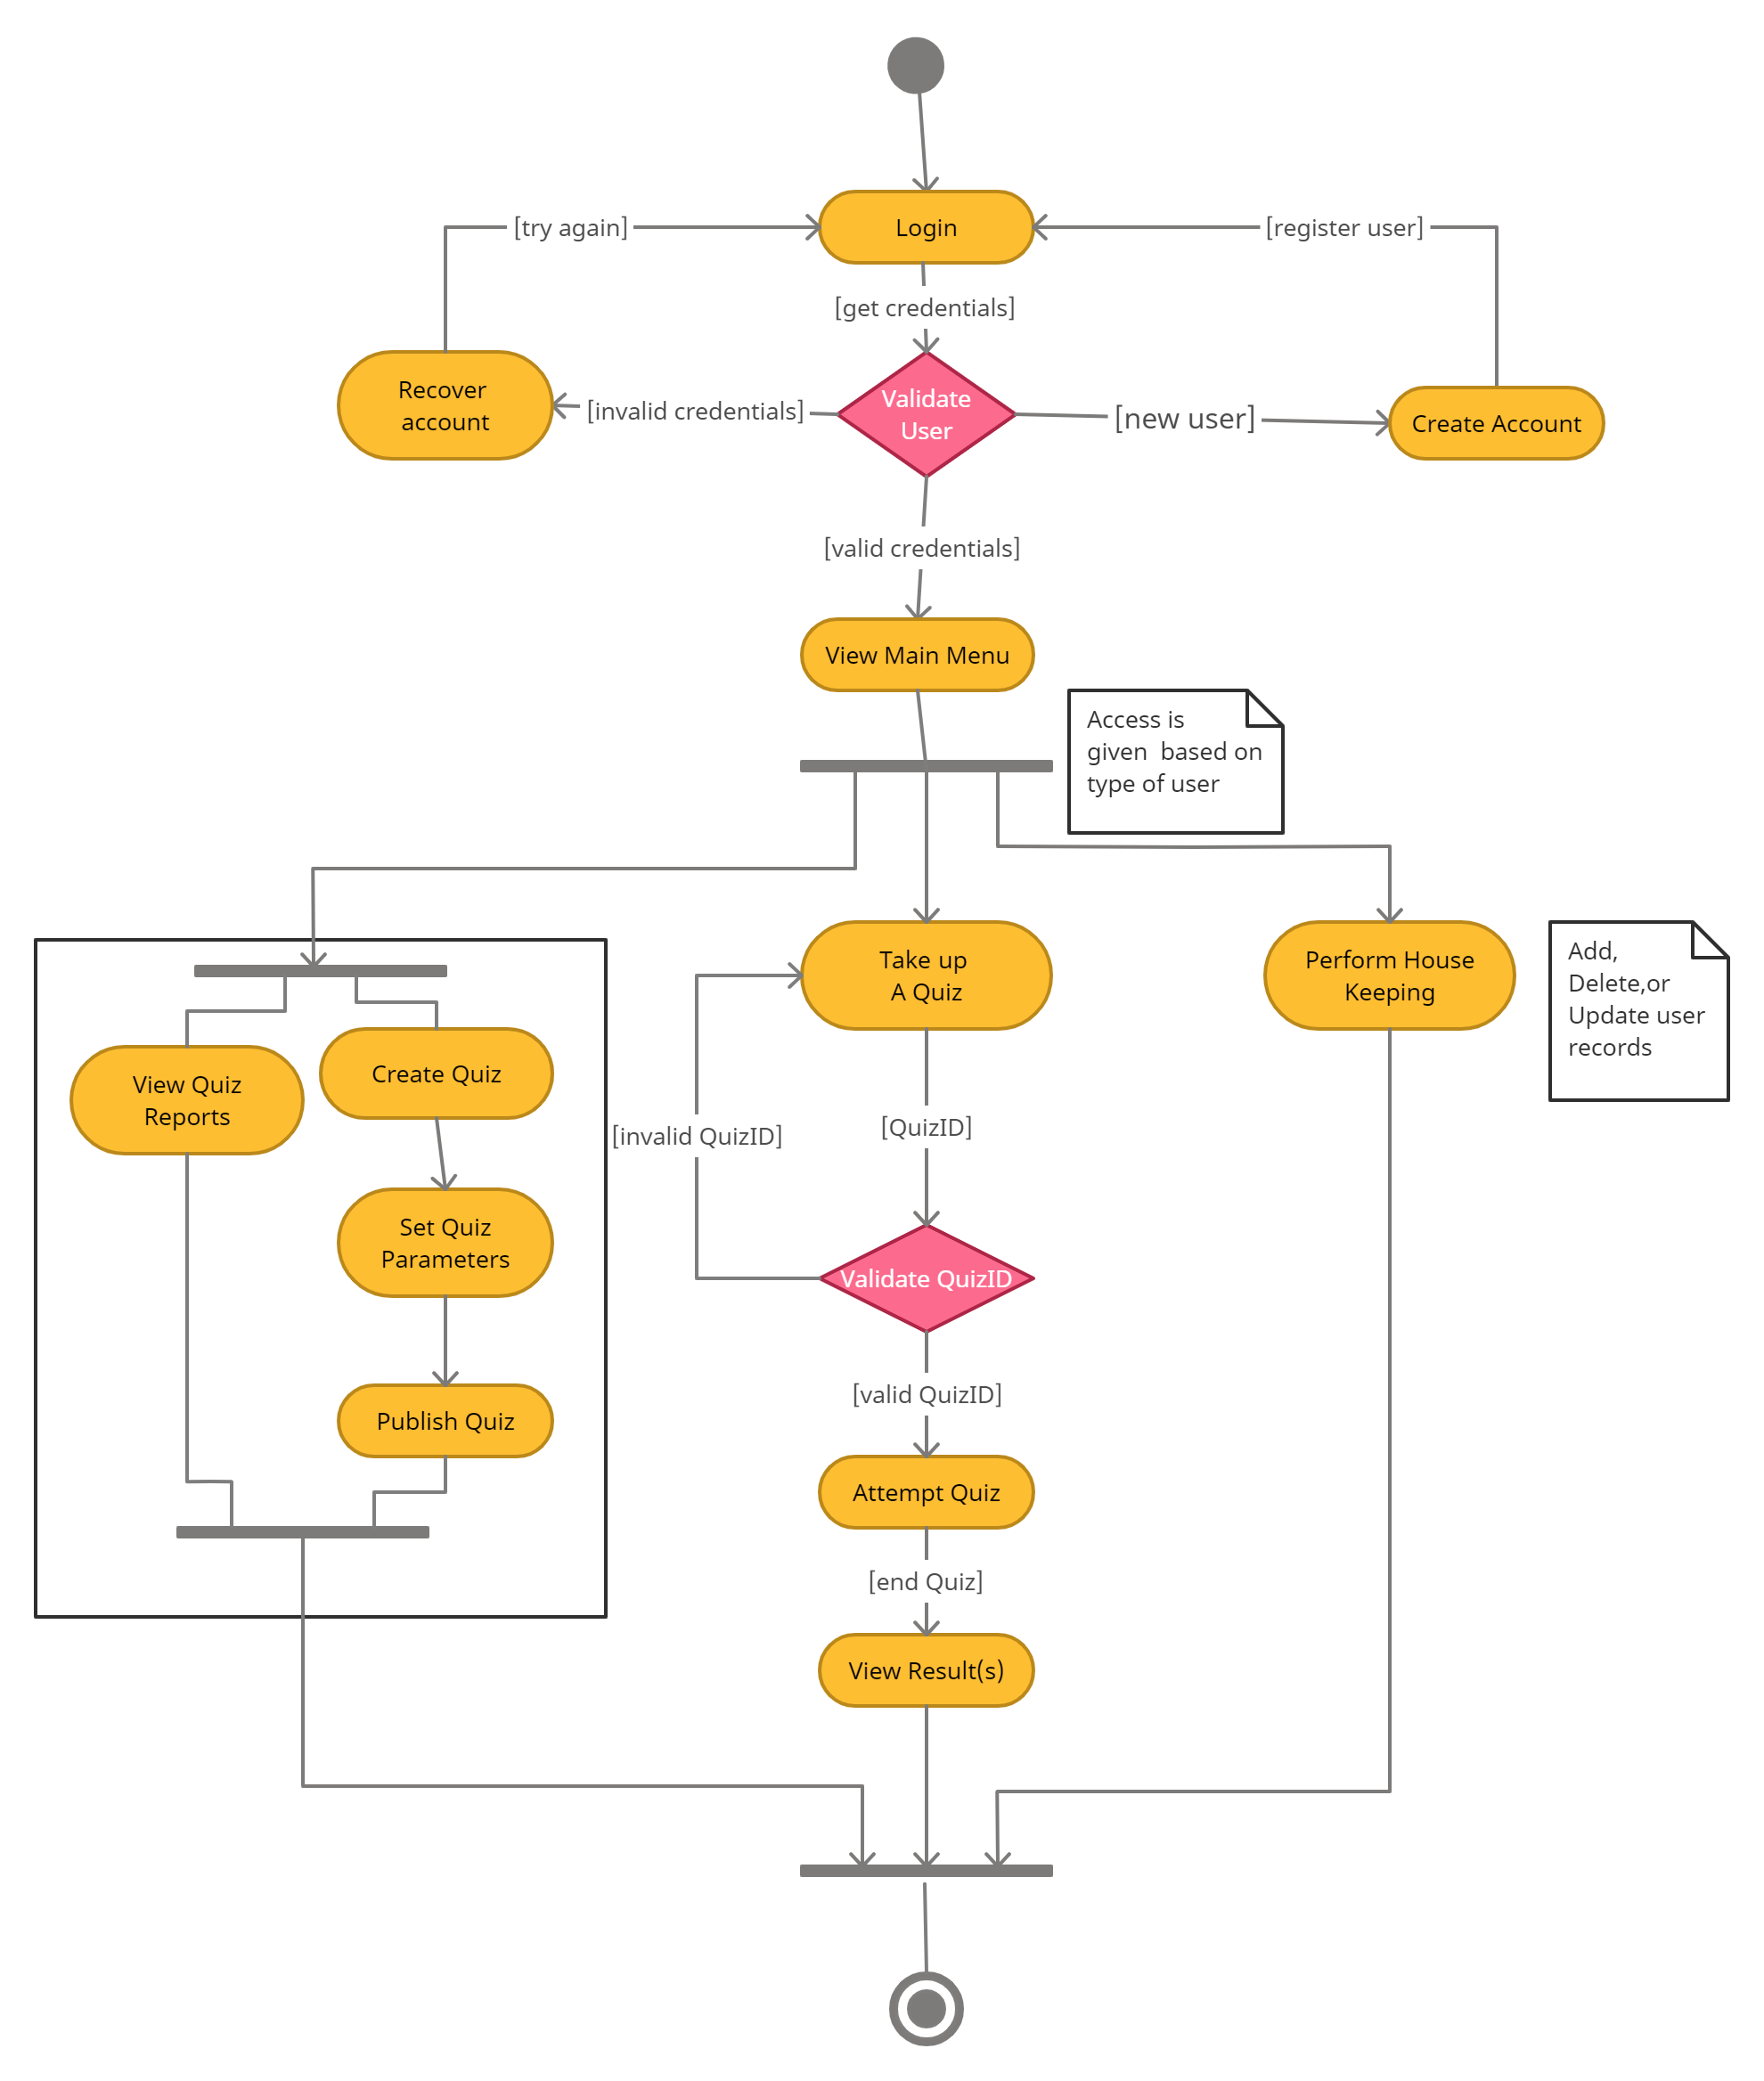 [try again]
Login
[register user]
[get credentials]
Recover
account
[invalid credentials]
Validate
User
[new user]
Create Account
[valid credentials]
View Main Menu
Access is
given  based on
type of user
Take up
A Quiz
Perform House
Keeping
Add,
Delete,or
Update user
records
View Quiz
Reports
Create Quiz
[invalid QuizID]
[QuizID]
Set Quiz
Parameters
Validate QuizID
[valid QuizID]
Publish Quiz
Attempt Quiz
[end Quiz]
View Result(s)